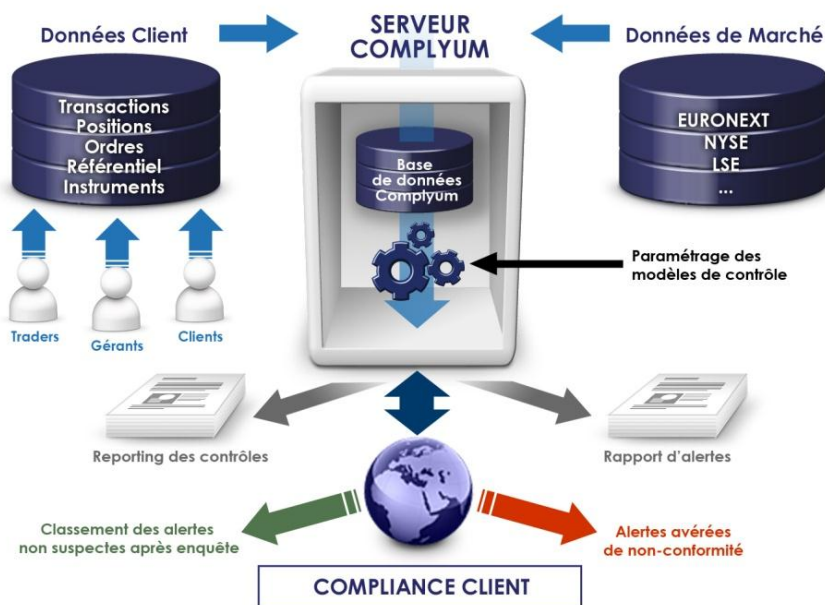 Données Client
SERVEUR
COMPLYUM
Données de Marché
Transactions
Positions
Ordres
Référentiel
Instruments
Base
de données
Complyum
EURONEXT
NYSE
LSE
...
Paramétrage des
modèles de contrôle
Traders
Gérants
Clients
Reporting des contrôles
Rapport d'alertes
Classement des alertes
non suspectes après enquête
Alertes avérées
de non-conformité
COMPLIANCE CLIENT